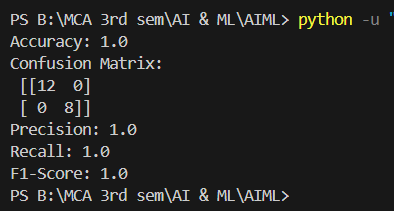 PS B:\MCA 3rd sem\AI & ML\AIML> python -u "
Accuracy: 1.0
Confusion Matrix:
 [[12  0]
 [ 0  8]]
Precision: 1.0
Recall: 1.0
F1-Score: 1.0
PS B:\MCA 3rd sem\AI & ML\AIML>